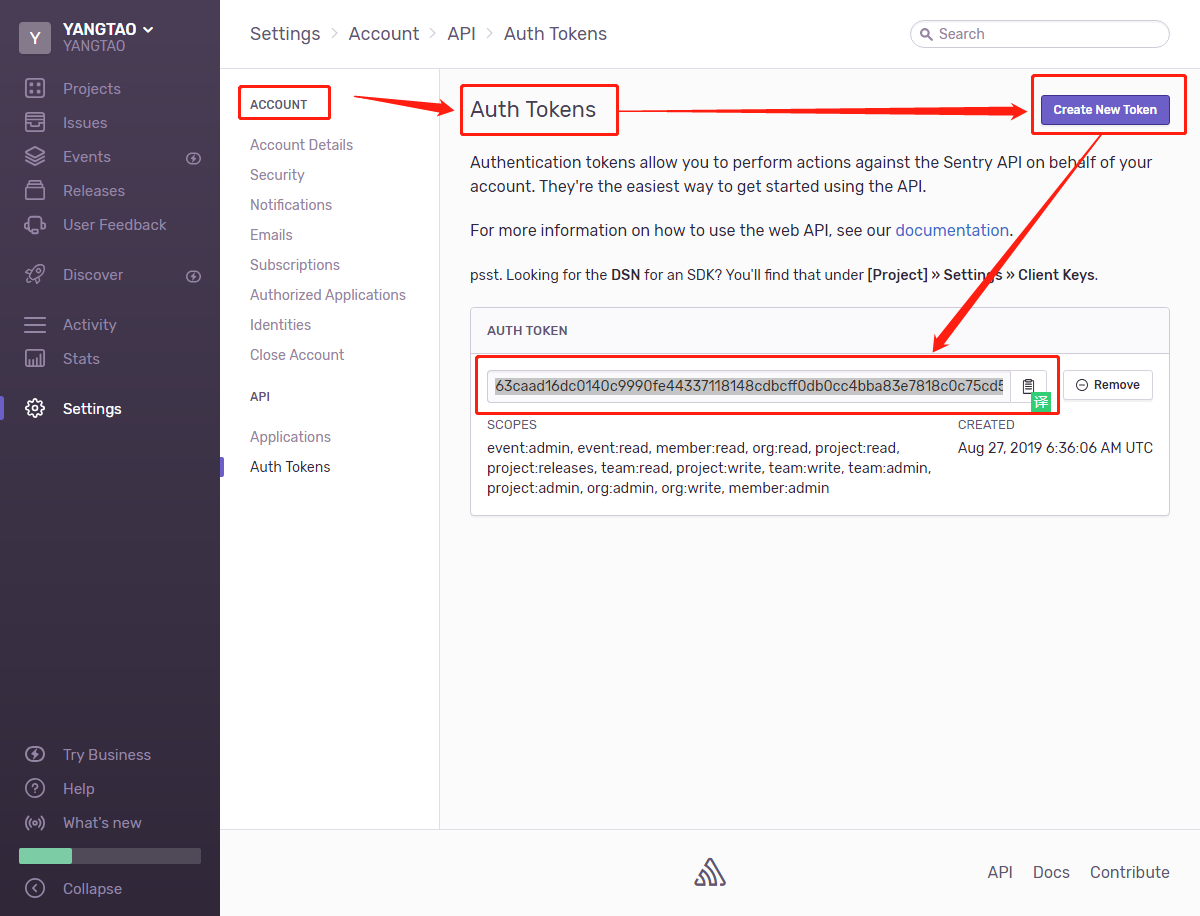 Y
YANGTAO
YANGTAO
Projects
Issues
Events
Releases
User Feedback
Discover
Activity
Stats
Settings
Try Business
Help
What's new
Collapse
Settings > Account > API > Auth Tokens
Search
ACCOUNT
Account Details
Security
Notifications
Emails
Subscriptions
Authorized Applications
Identities
Close Account
API
Applications
Auth Tokens
Auth Tokens
Create New Token
Authentication tokens allow you to perform actions against the Sentry API on behalf of your
account. They're the easiest way to get started using the API.
For more information on how to use the web API, see our documentation.
psst. Looking for the DSN for an SDK? You'll find that under [Project] » Settings » Client Keys.
AUTH TOKEN
63caad16dc0140c9990fe44337118148cdbcff0db0cc4bba83e7818c0c75cd5
译
Remove
SCOPES
event:admin, event:read, member:read, org:read, project:read,
project:releases, team:read, project:write, team:write, team:admin,
project:admin, org:admin, org:write, member:admin
CREATED
Aug 27, 2019 6:36:06 AM UTC
API
Docs
Contribute